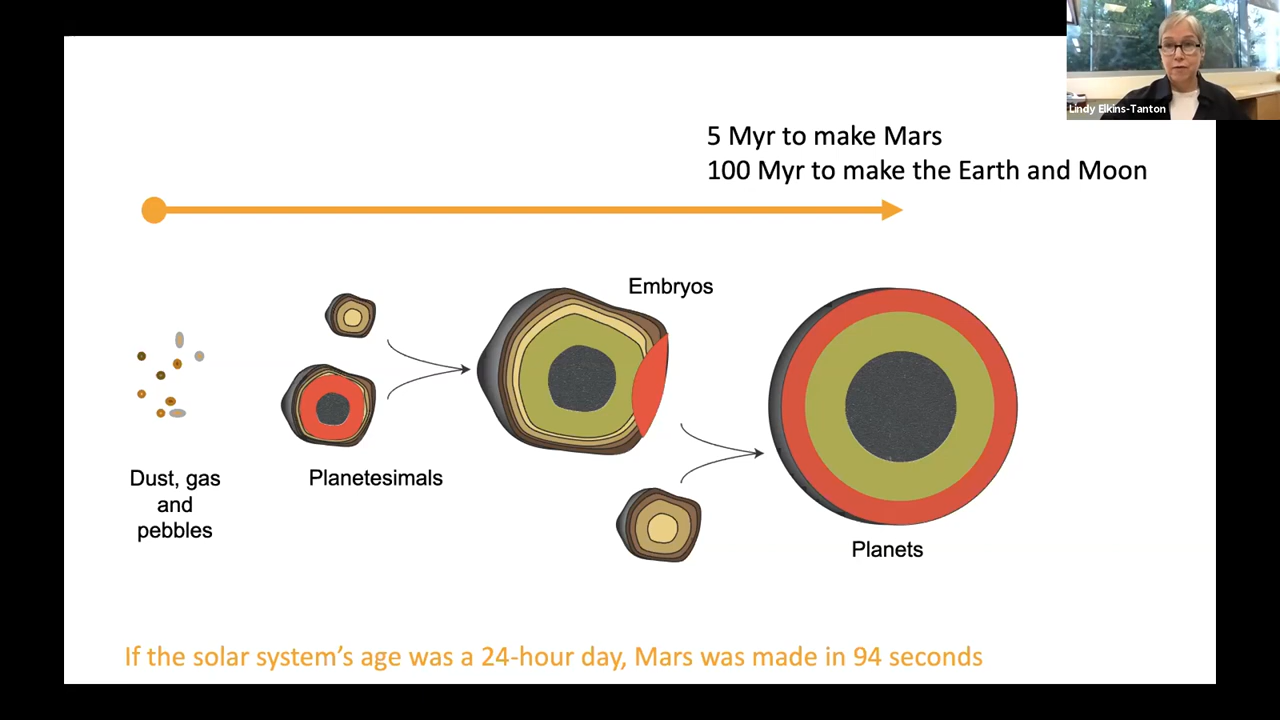 Lindy Elkins-Tanton
5 Myr to make Mars
100 Myr to make the Earth and Moon
Embryos
Dust, gas
and
pebbles
Planetesimals
Planets
If the solar system’s age was a 24-hour day, Mars was made in 94 seconds